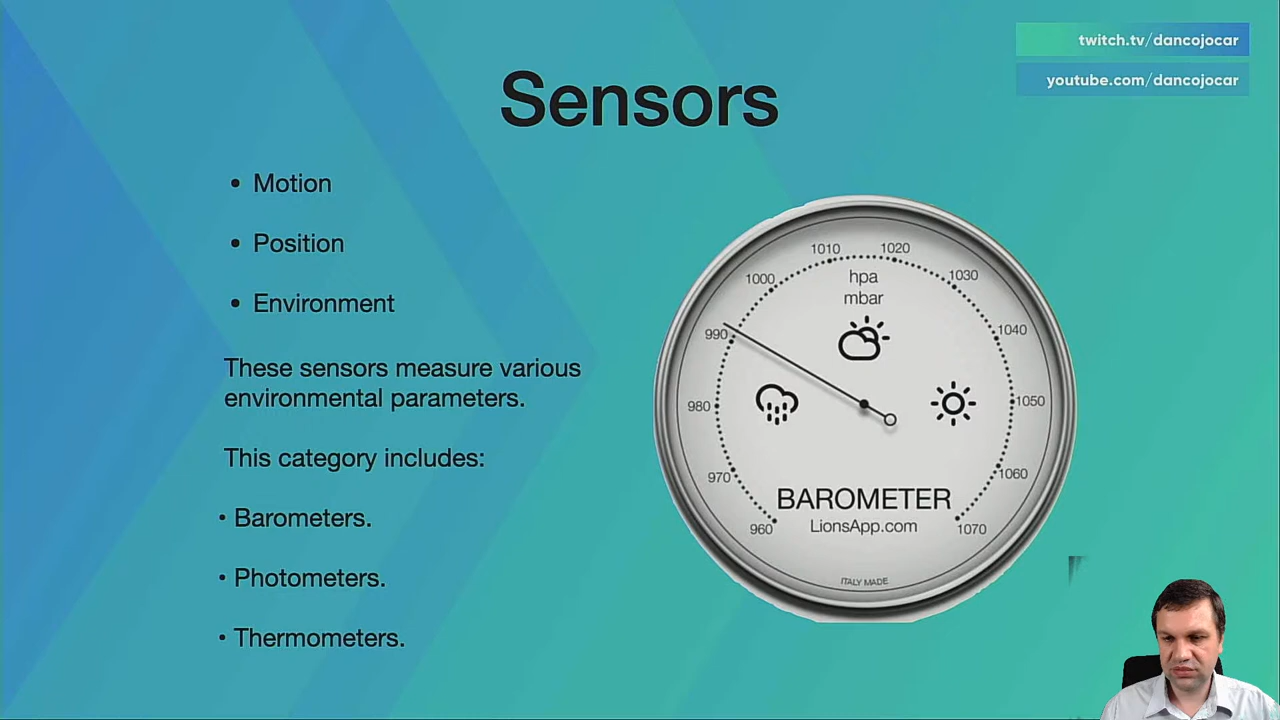 twitch.tv/dancojocar
youtube.com/dancojocar
Sensors
• Motion
• Position
• Environment
These sensors measure various
environmental parameters.
This category includes:
• Barometers.
• Photometers.
• Thermometers.
1010
1020
1000
hpa
1030
mbar
990
1040
980
1050
970
1060
BAROMETER
960
LionsApp.com
1070
ITALY MADE